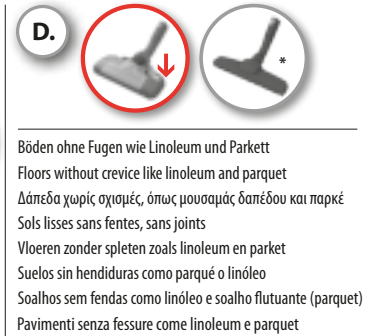 D.
*
Böden ohne Fugen wie Linoleum und Parkett
Floors without crevice like linoleum and parquet
Δάπεδα χωρίς σχισμές, όπως μουσαμάς δαπέδου και παρκέ
Sols lisses sans fentes, sans joints
Vloeren zonder spleten zoals linoleum en parket
Suelos sin hendiduras como parqué o linóleo
Soalhos sem fendas como linóleo e soalho flutuante (parquet)
Pavimenti senza fessure come linoleum e parquet